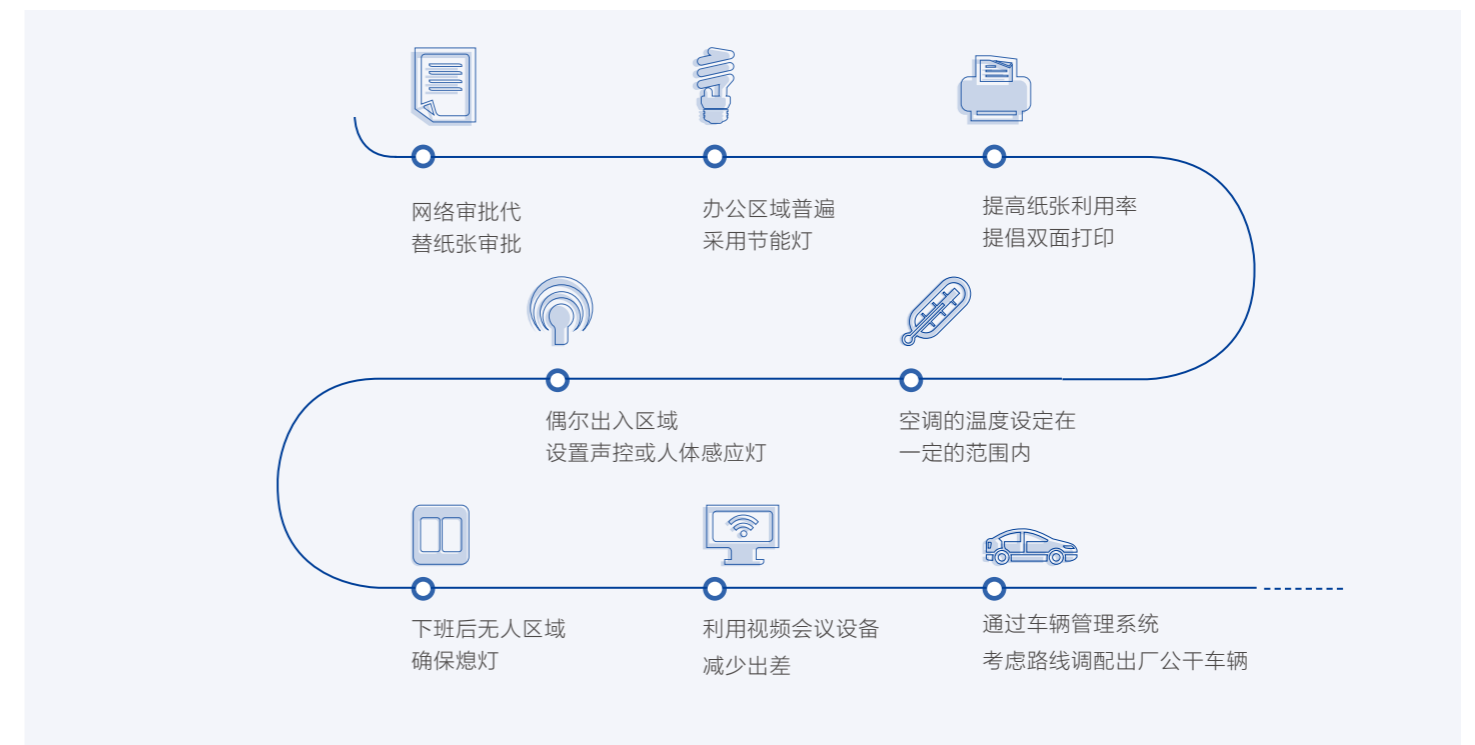 网络审批代
替纸张审批
办公区域普遍
采用节能灯
提高纸张利用率
提倡双面打印
偶尔出入区域
设置声控或人体感应灯
空调的温度设定在
一定的范围内
下班后无人区域
确保熄灯
利用视频会议设备
减少出差
通过车辆管理系统
考虑路线调配出厂公干车辆